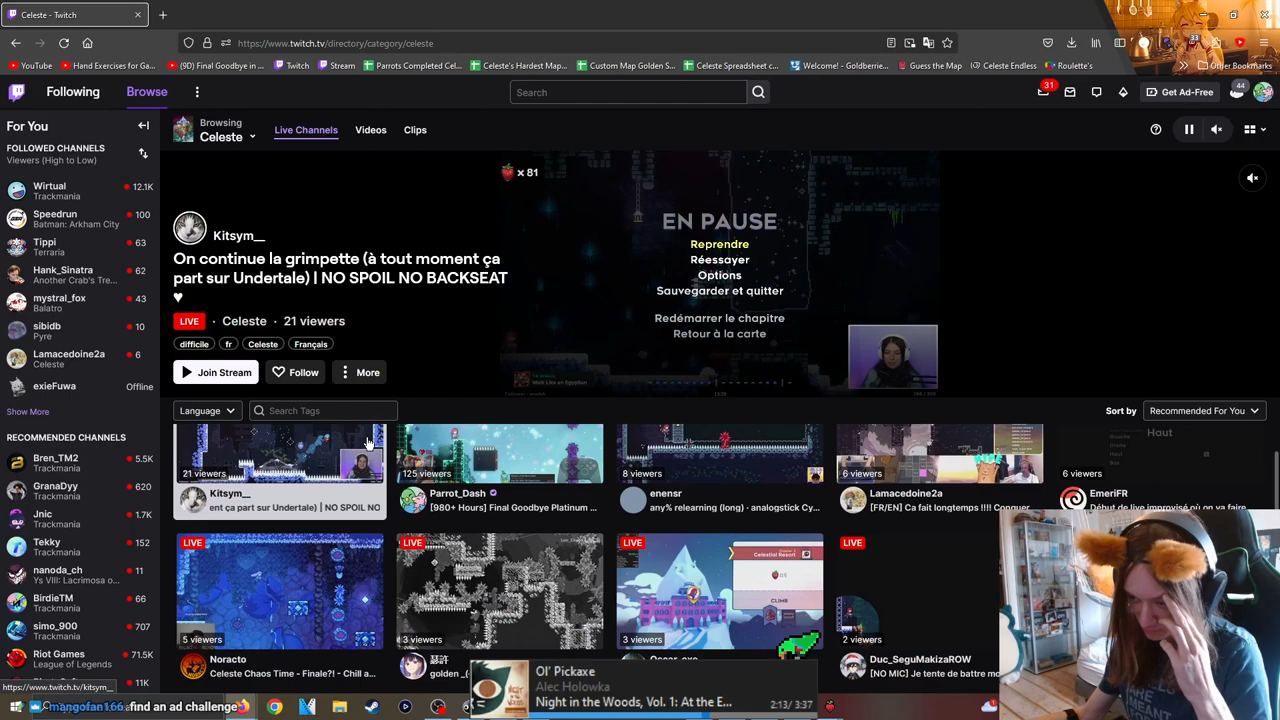 Celeste - Twitch
https://www.twitch.tv/directory/category/celeste
33
YouTube
Hand Exercises for Ga...
(9D) Final Goodbye in ...
Twitch
Stream
Parrots Completed Cel...
Celeste's Hardest Map...
Custom Map Golden S...
Celeste Spreadsheet c...
Welcome! - Goldberrie...
Guess the Map
Celeste Endless
Roulette's
Other Bookmarks
Following
Browse
Search
31
Get Ad-Free
44
For You
FOLLOWED CHANNELS
Viewers (High to Low)
Wirtual
Trackmania
12.1K
Speedrun
Batman: Arkham City
100
Tippi
Terraria
63
Hank_Sinatra
Another Crab's Tre...
62
mystral_fox
Balatro
43
sibidb
Pyre
10
Lamacedoine2a
Celeste
6
exieFuwa
Offline
Show More
RECOMMENDED CHANNELS
Bren_TM2
Trackmania
5.5K
GranaDyy
Trackmania
620
Jnic
Trackmania
1.7K
Tekky
Trackmania
152
nanoda_ch
Ys VIII: Lacrimosa o...
11
BirdieTM
Trackmania
66
simo_900
Trackmania
707
Riot Games
League of Legends
71.5K
https://www.twitch.tv/kitsym__
Browsing
Celeste
Live Channels
Videos
Clips
Kitsym__
On continue la grimpette (à tout moment ça
part sur Undertale) | NO SPOIL NO BACKSEAT
♥
LIVE
Celeste · 21 viewers
difficile
fr
Celeste
Français
Join Stream
Follow
More
x 81
EN PAUSE
Reprendre
Réessayer
Options
Sauvegarder et quitter
Redémarrer le chapitre
Retour à la carte
Walk Like an Egyptian
Language
Search Tags
Sort by
Recommended For You
21 viewers
Kitsym__
ent ça part sur Undertale) | NO SPOIL NO
125 viewers
Parrot_Dash
[980+ Hours] Final Goodbye Platinum ...
8 viewers
enensr
any% relearning (long) - analogstick Cy...
6 viewers
Lamacedoine2a
[FR/EN] Ca fait longtemps !!!! Conquer...
Haut
6 viewers
EmeriFR
Début de live improvisé où on va faire...
LIVE
5 viewers
Noracto
Celeste Chaos Time - Finale?! - Chill a...
LIVE
3 viewers
golden
LIVE
Celestial Resort
CLIMB
3 viewers
LIVE
2 viewers
Duc_SeguMakizaROW
[NO MIC] Je tente de battre mo
Ol' Pickaxe
Alec Holowka
Night in the Woods, Vol. 1: At the E...
2:13/ 3:37
mangofan166: find an ad challenge